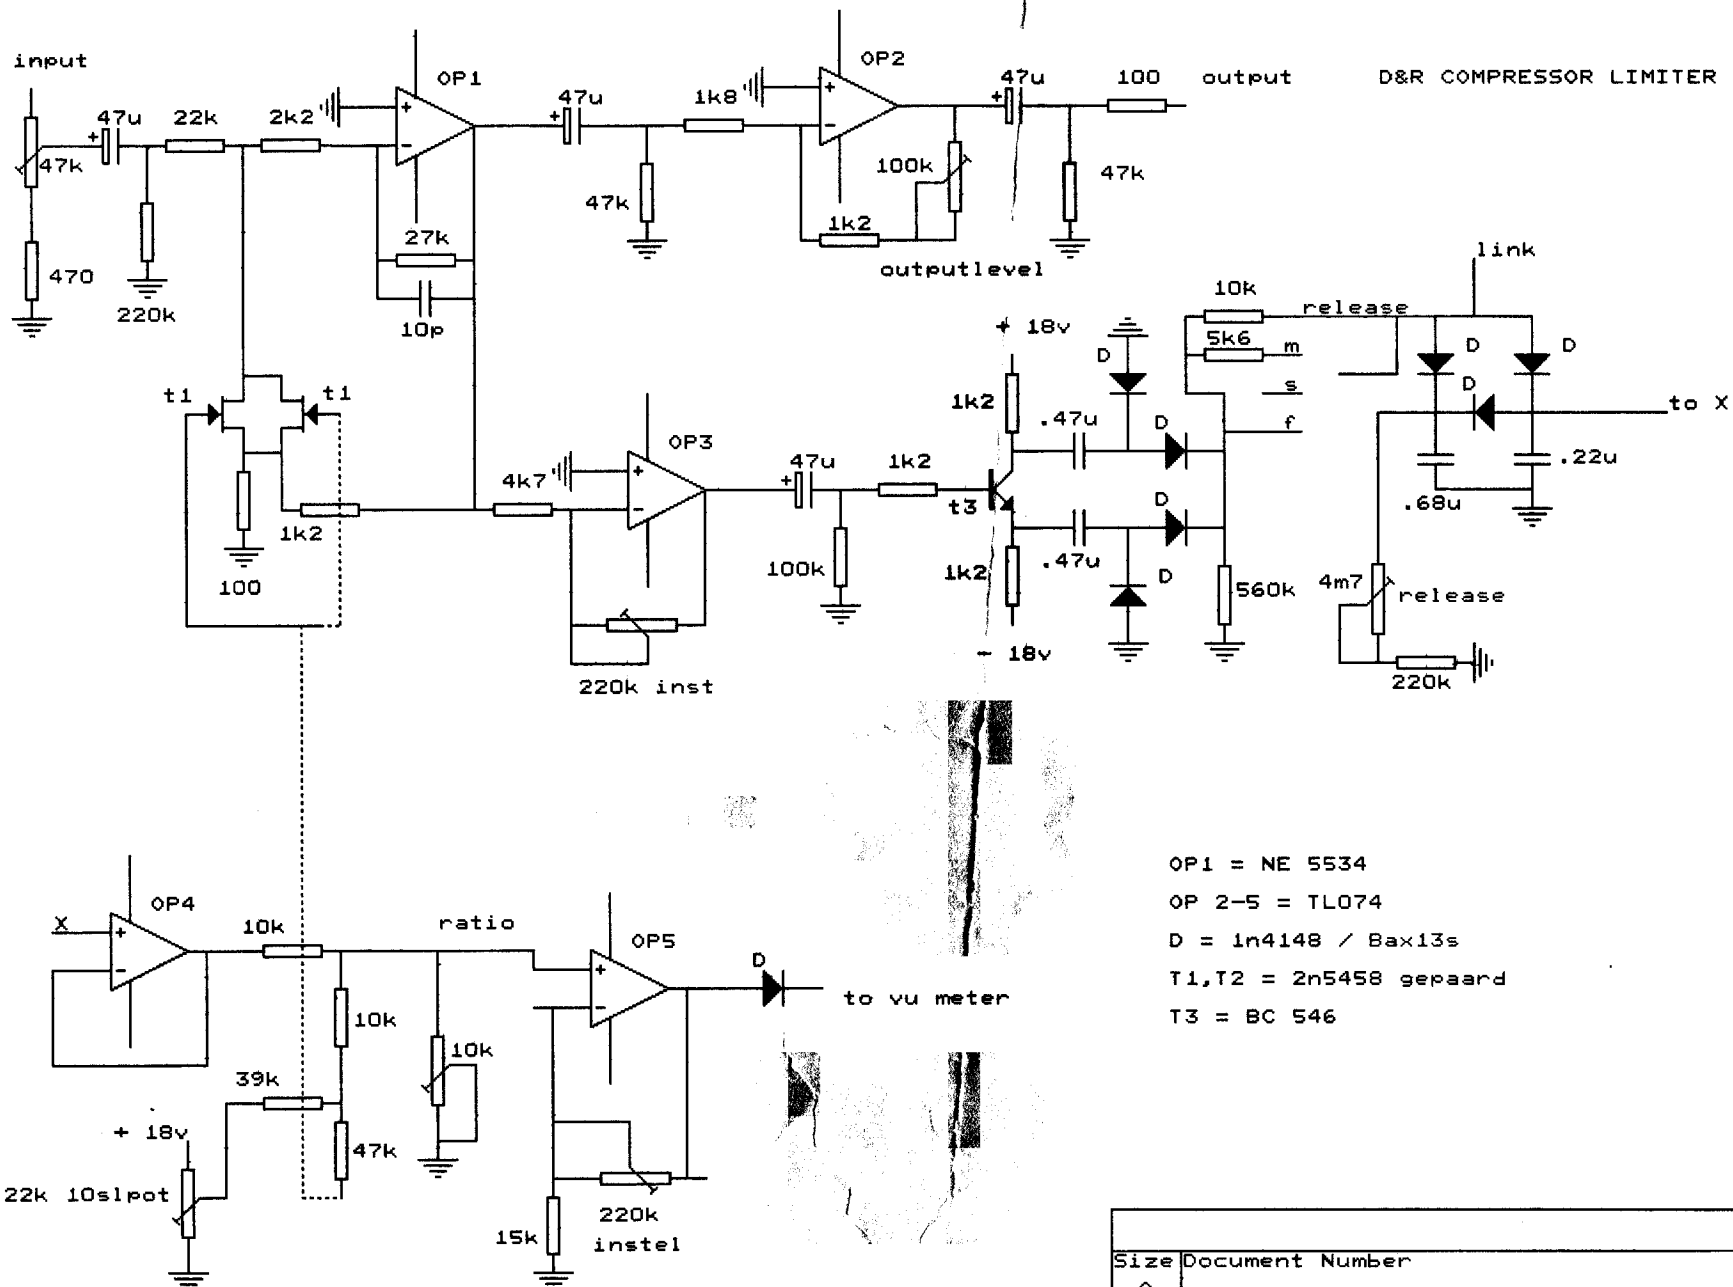 input
OP1
OP2
47u
100
output
D&R COMPRESSOR LIMITER
47u
22k
2k2
47u
1k8
47k
100k
47k
47k
27k
1k2
470
220k
10p
outputlevel
link
10k
release
+ 18v
5k6
m
D
D
D
D
t1
t1
1k2
s
to X
.47u
f
D
OP3
47u
1k2
4k7
.22u
t3
D
.68u
1k2
100
100k
1k2
.47u
D
560k
4m7
release
- 18v
220k inst
220k
OP1 = NE 5534
OP 2-5 = TL074
D = 1n4148 / Bax13s
T1,T2 = 2n5458 gepaard
T3 = BC 546
X
OP4
10k
ratio
OP5
D
to vu meter
10k
10k
39k
+ 18v
47k
22k 10slpot
220k
instel
15k
Size
Document Number